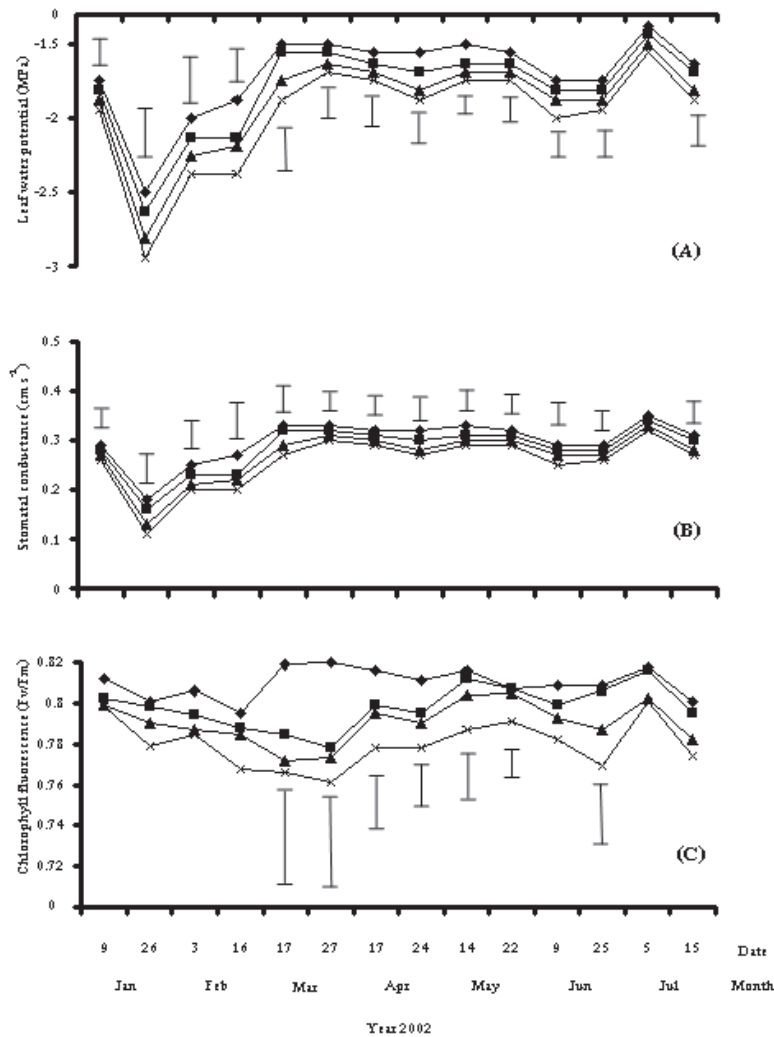 0
-1.5
-2
-2.5
-3
Leaf water potential (MPa)
(A)
0.5
0.4
0.3
0.2
0.1
0
Stomatal conductance (cm s⁻²)
(B)
0.82
0.8
0.78
0.76
0.74
0.72
0
Chlorophyll fluorescence (Fv/Fm)
(C)
9 26 3 16 17 27 17 24 14 22 9 25 5 15 Date
Jan Feb Mar Apr May Jun Jul Month
Year 2002